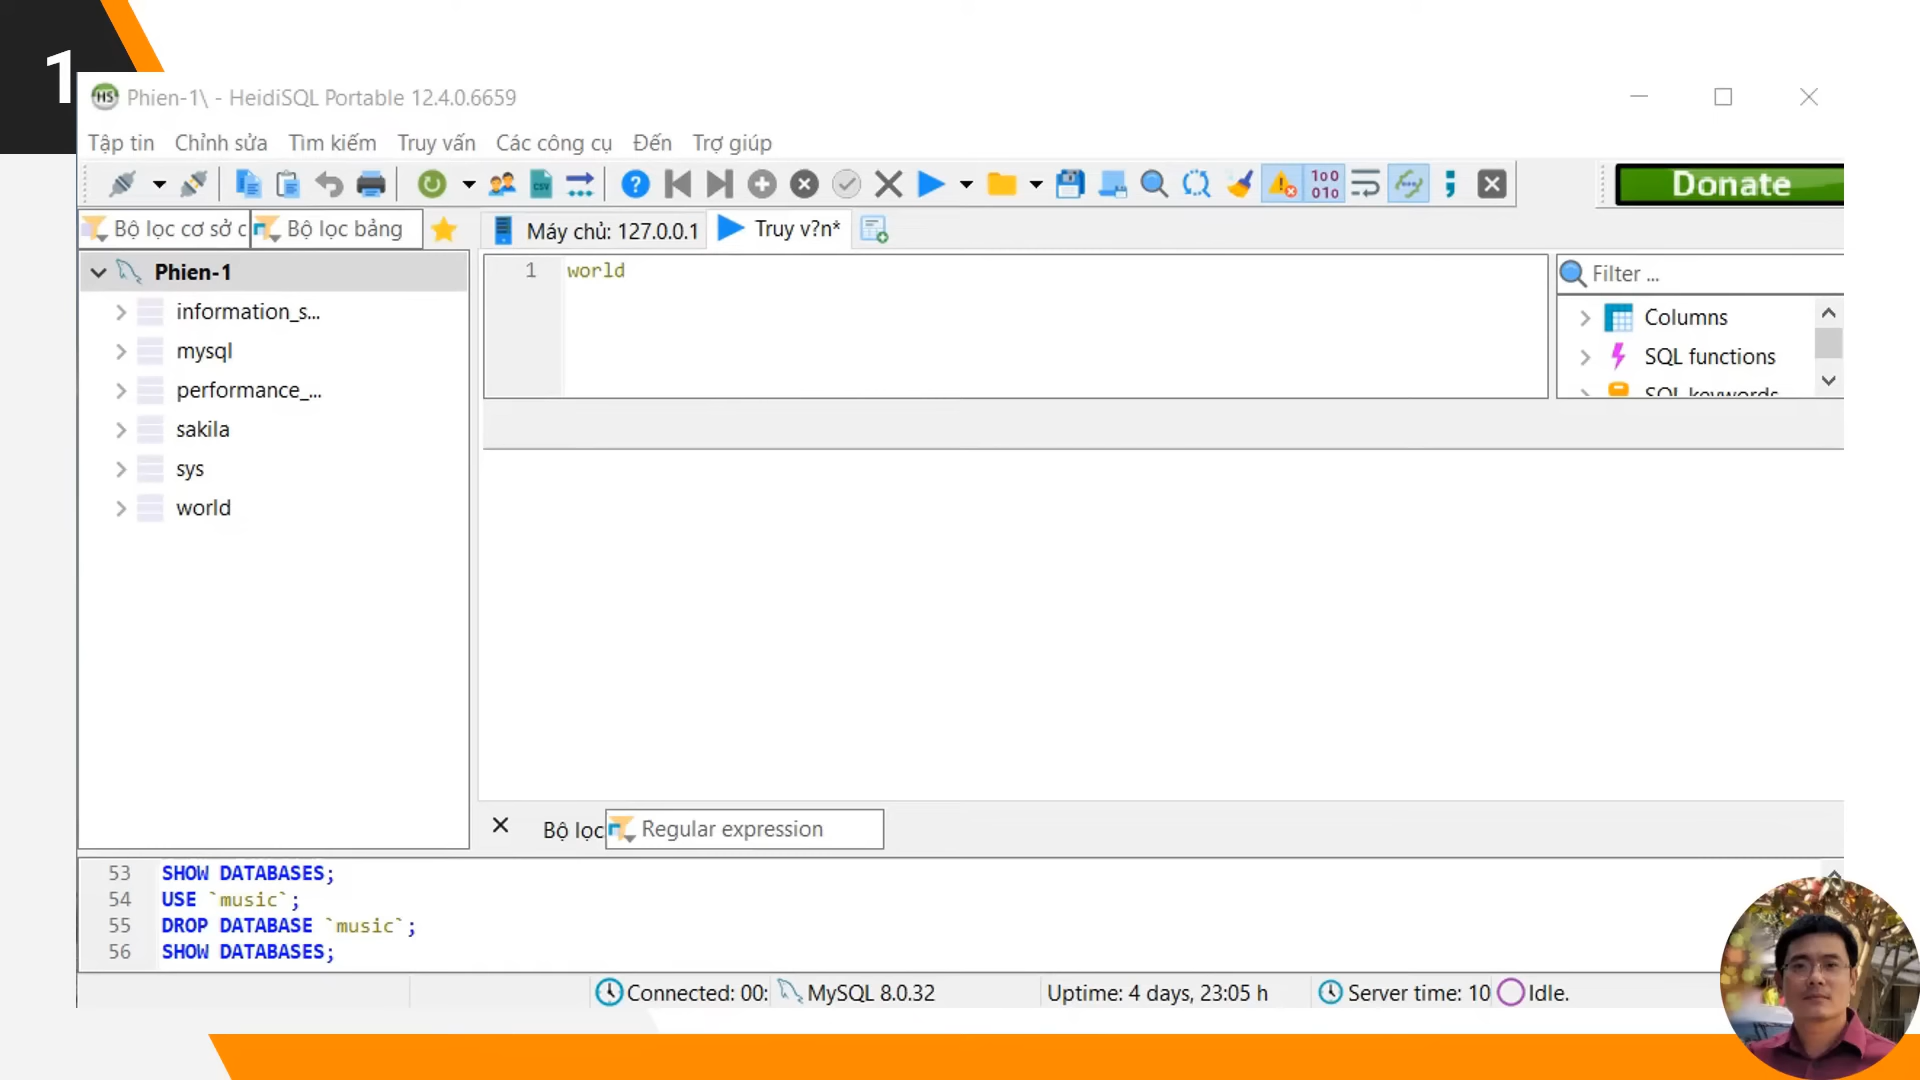 1
Phien-1\ - HeidiSQL Portable 12.4.0.6659
Tập tin Chỉnh sửa Tìm kiếm Truy vấn Các công cụ Đến Trợ giúp
Donate
Bộ lọc cơ sở c Bộ lọc bảng
Máy chủ: 127.0.0.1 Truy v?n*
Phien-1
information_s...
mysql
performance_...
sakila
sys
world
1 world
Filter ...
Columns
SQL functions
SQL keywords
Bộ lọc Regular expression
53 SHOW DATABASES;
54 USE `music`;
55 DROP DATABASE `music`;
56 SHOW DATABASES;
Connected: 00: MySQL 8.0.32 Uptime: 4 days, 23:05 h Server time: 10 Idle.